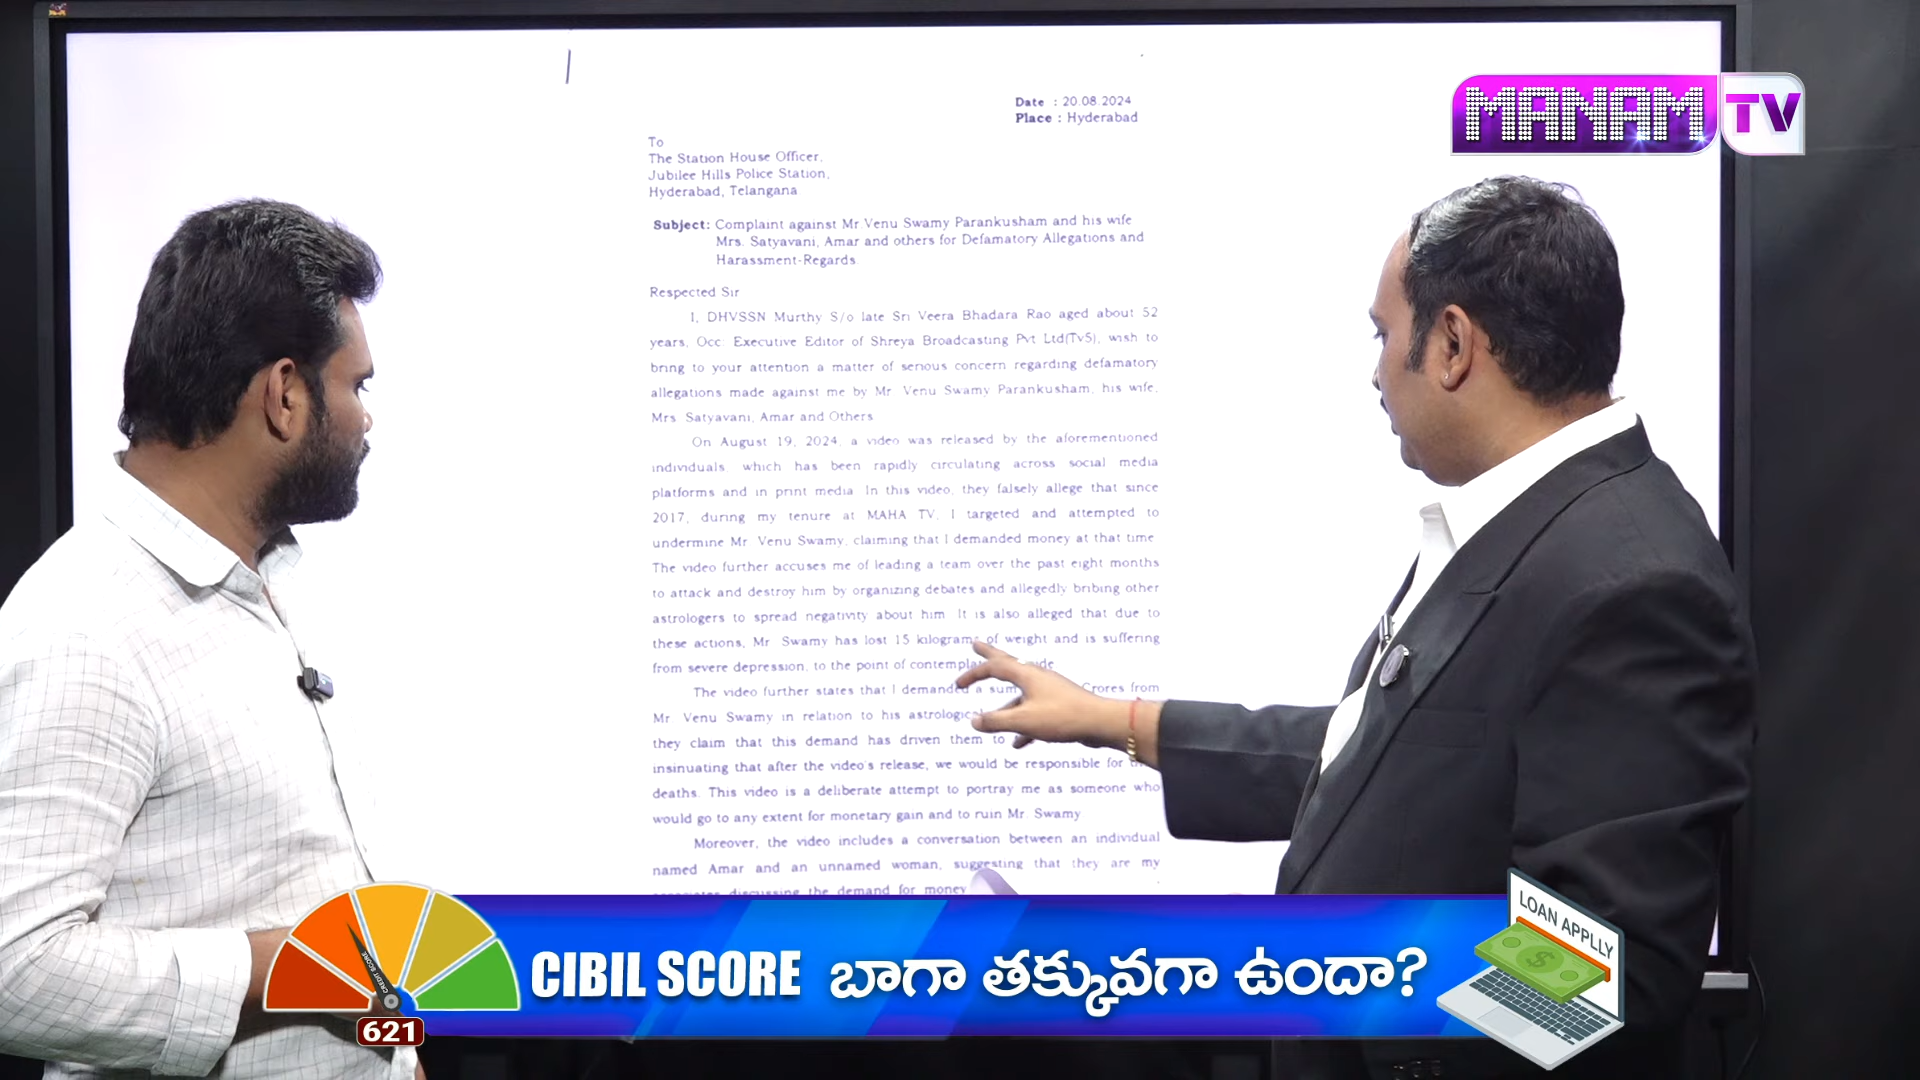 MANAM TV
Date : 20.08.2024
Place : Hyderabad
To
The Station House Officer,
Jubilee Hills Police Station,
Hyderabad, Telangana
Subject: Complaint against Mr Venu Swamy Parankusham and his wife
Mrs. Satyavani, Amar and others for Defamatory Allegations and
Harassment-Regards
Respected Sir
I, DHVSSN Murthy S/o late Sri Veera Bhadara Rao aged about 52
years, Occ: Executive Editor of Shreya Broadcasting Pvt Ltd(Tv5), wish to
bring to your attention a matter of serious concern regarding defamatory
allegations made against me by Mr Venu Swamy Parankusham, his wife,
Mrs Satyavani, Amar and Others
On August 19, 2024, a video was released by the aforementioned
individuals, which has been rapidly circulating across social media
platforms and in print media In this video, they falsely allege that since
2017, during my tenure at MAHA TV, I targeted and attempted to
undermine Mr Venu Swamy, claiming that I demanded money at that time
The video further accuses me of leading a team over the past eight months
to attack and destroy him by organizing debates and allegedly bribing other
astrologers to spread negativity about him It is also alleged that due to
these actions, Mr Swamy has lost 15 kilograms of weight and is suffering
from severe depression, to the point of
The video further states that I demanded a sum Crores from
Mr. Venu Swamy in relation to his
they claim that this demand has driven them to
insinuating that after the video's release, we would be responsible for
deaths. This video is a deliberate attempt to portray me as someone who
would go to any extent for monetary gain and to ruin Mr. Swamy
Moreover, the video includes a conversation between an individual
named Amar and an unnamed woman, suggesting that they are my
discussing the demand for money
CREDIT SCORE
621
CIBIL SCORE బాగా తక్కువగా ఉందా?
LOAN APPLLY